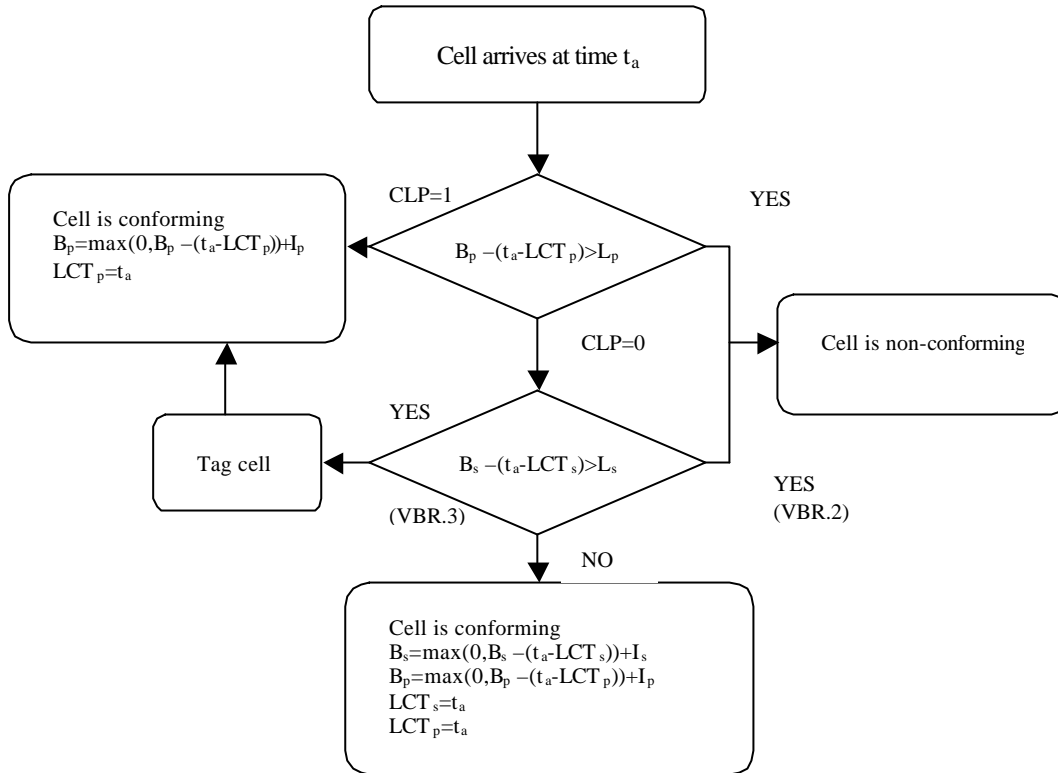 Cell arrives at time ta
CLP=1
YES
Cell is conforming
Bp=max(0,Bp –(ta-LCTp))+Ip
LCTp=ta
Bp –(ta-LCTp)>Lp
CLP=0
Cell is non-conforming
YES
Tag cell
Bs –(ta-LCTs)>Ls
(VBR.3)
YES
(VBR.2)
NO
Cell is conforming
Bs=max(0,Bs –(ta-LCTs))+Is
Bp=max(0,Bp –(ta-LCTp))+Ip
LCTs=ta
LCTp=ta